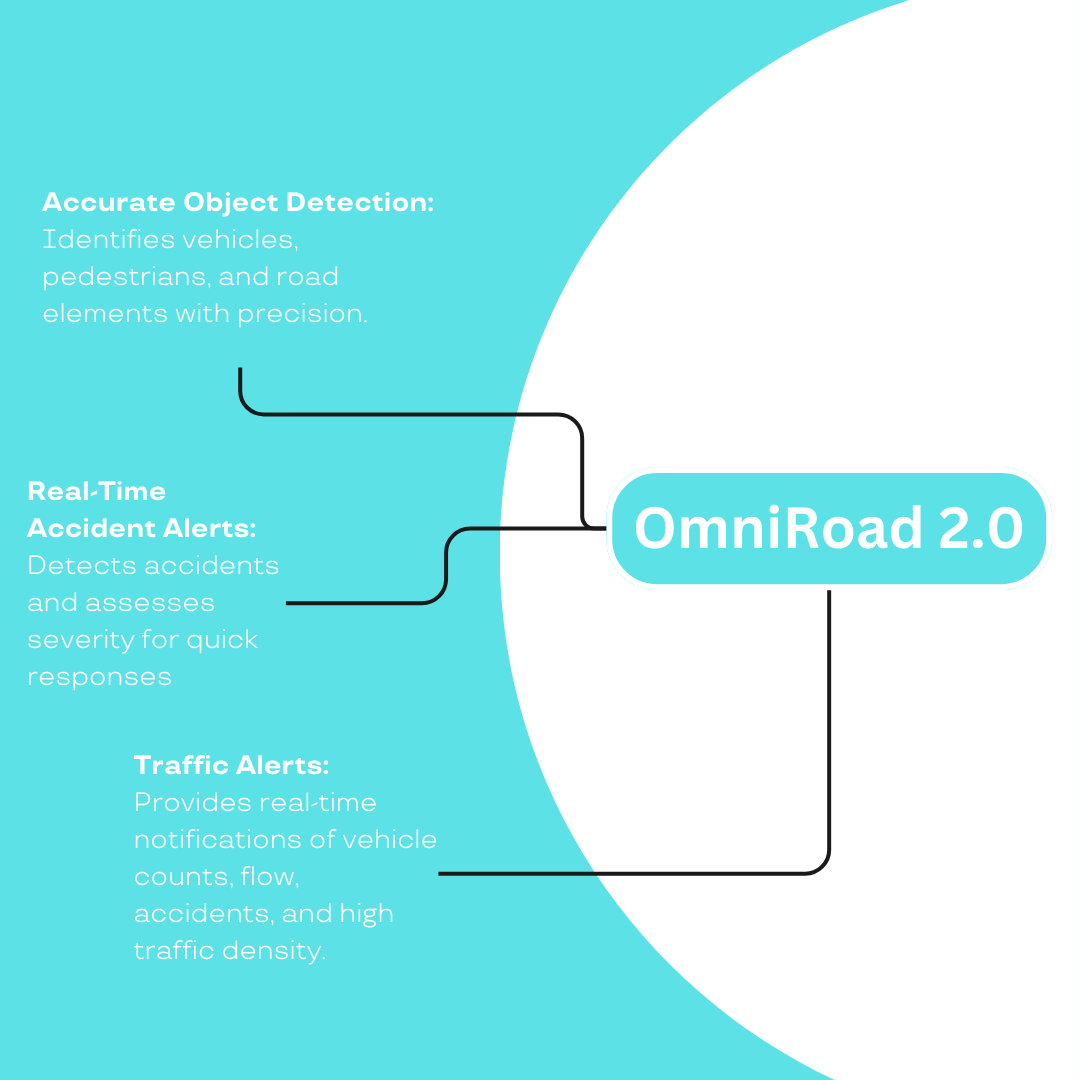 Accurate Object Detection:
Identifies vehicles,
pedestrians, and road
elements with precision.
Real-Time
Accident Alerts:
Detects accidents
and assesses
severity for quick
responses
OmniRoad 2.0
Traffic Alerts:
Provides real-time
notifications of vehicle
counts, flow,
accidents, and high
traffic density.